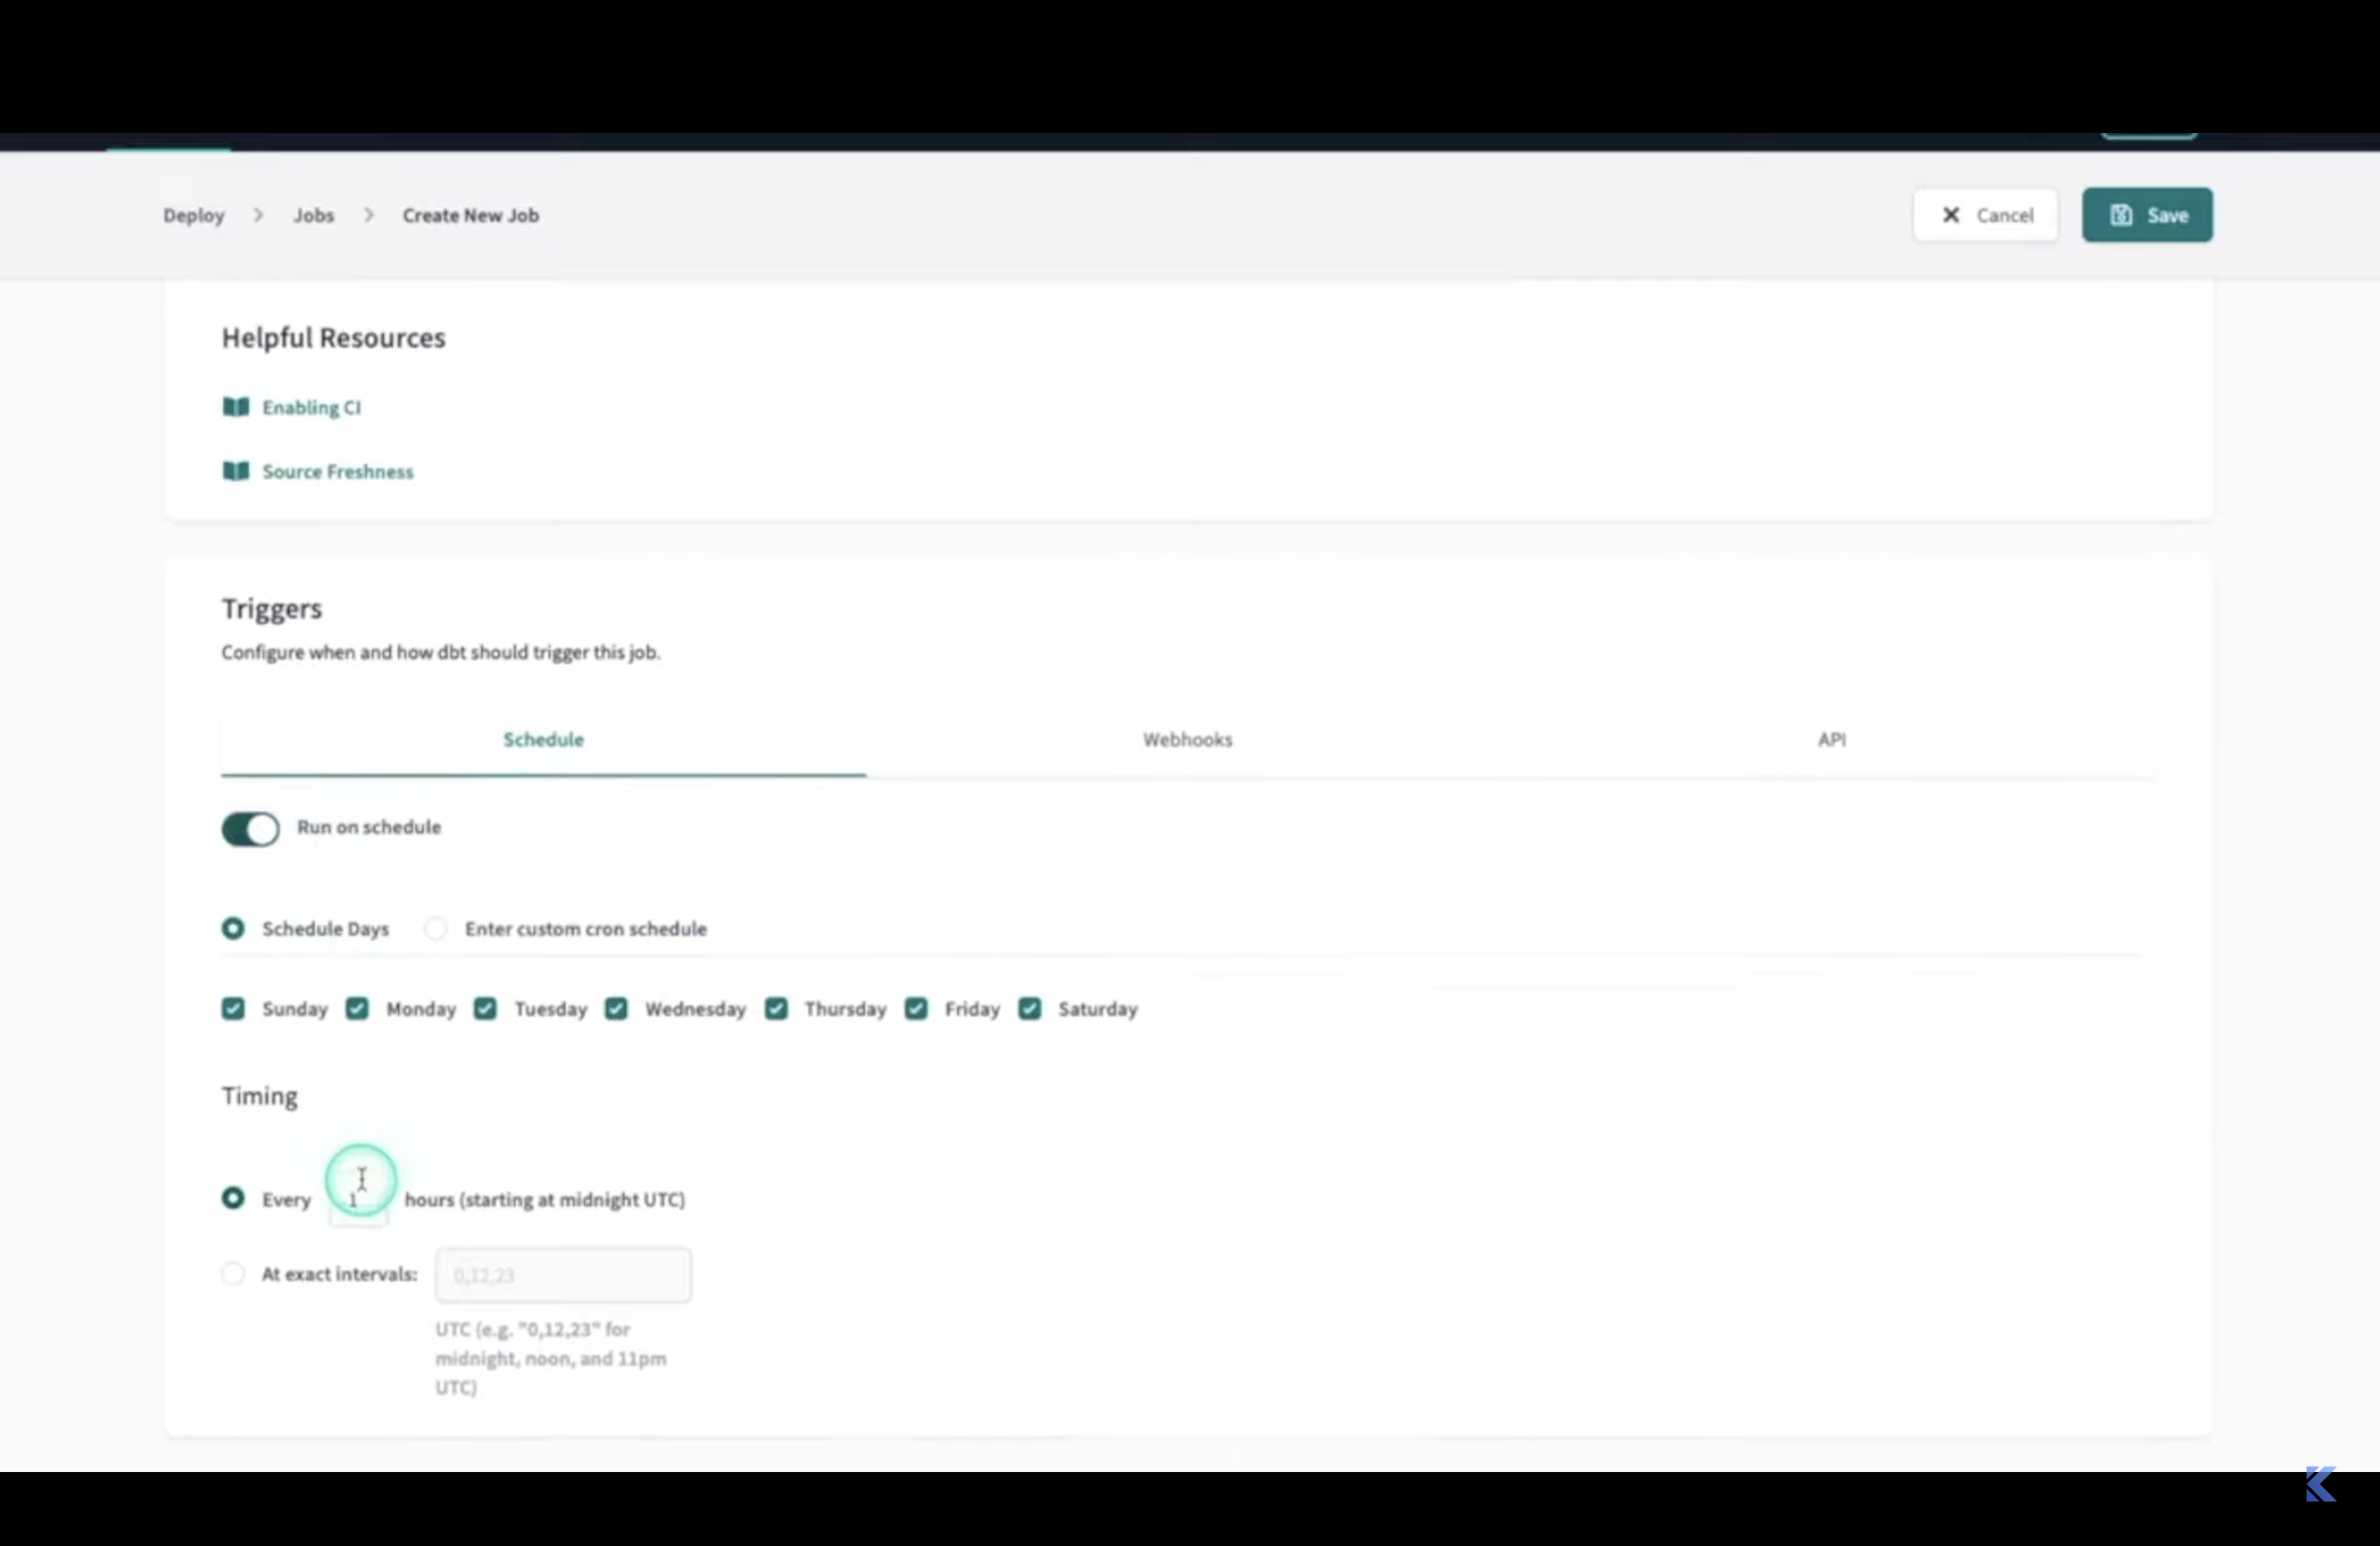 Deploy > Jobs > Create New Job
Cancel
Save
Helpful Resources
Enabling CI
Source Freshness
Triggers
Configure when and how dbt should trigger this job.
Schedule Webhooks API
Run on schedule
Schedule Days Enter custom cron schedule
Sunday Monday Tuesday Wednesday Thursday Friday Saturday
Timing
Every 1 hours (starting at midnight UTC)
At exact intervals: 0,12,23
UTC (e.g. "0,12,23" for
midnight, noon, and 11pm
UTC)